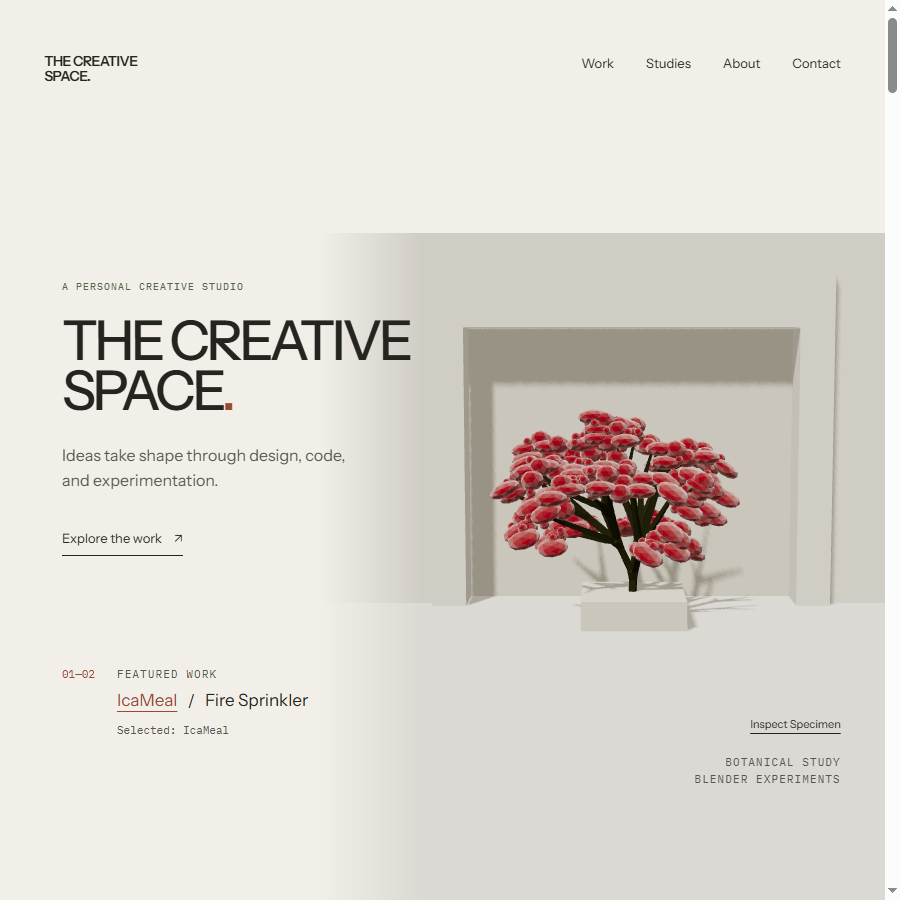 THE CREATIVE
SPACE.
Work Studies About Contact
A PERSONAL CREATIVE STUDIO
THE CREATIVE
SPACE.
Ideas take shape through design, code,
and experimentation.
Explore the work ↗
01—02 FEATURED WORK
IcaMeal / Fire Sprinkler
Selected: IcaMeal
Inspect Specimen
BOTANICAL STUDY
BLENDER EXPERIMENTS